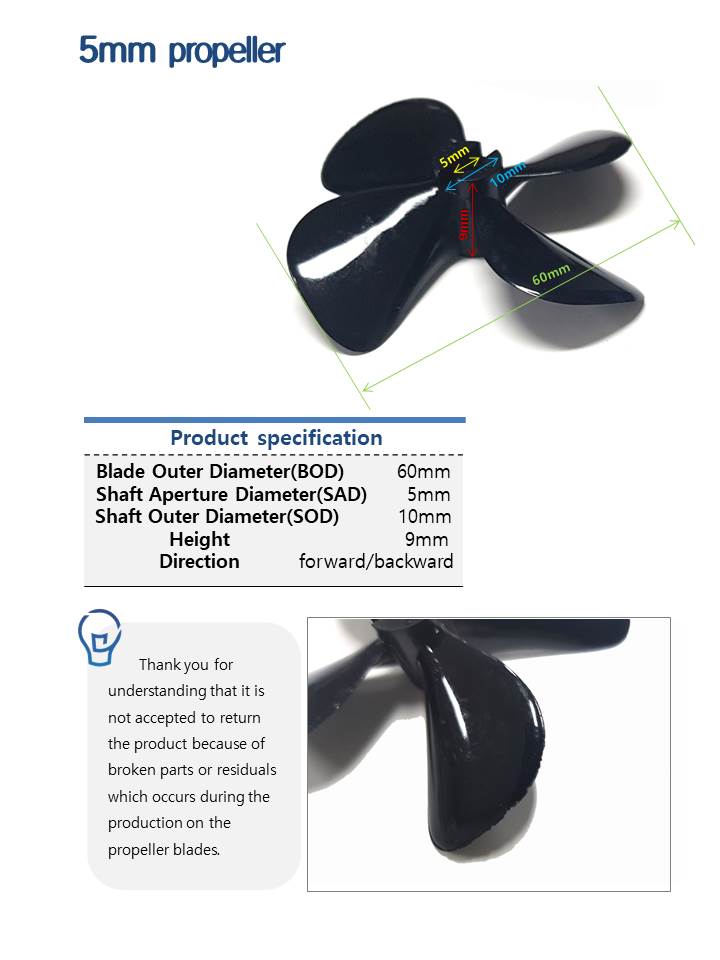 5mm propeller
5mm
10mm
9mm
60mm
Product specification
Blade Outer Diameter(BOD) 60mm
Shaft Aperture Diameter(SAD) 5mm
Shaft Outer Diameter(SOD) 10mm
Height 9mm
Direction forward/backward
Thank you for
understanding that it is
not accepted to return
the product because of
broken parts or residuals
which occurs during the
production on the
propeller blades.